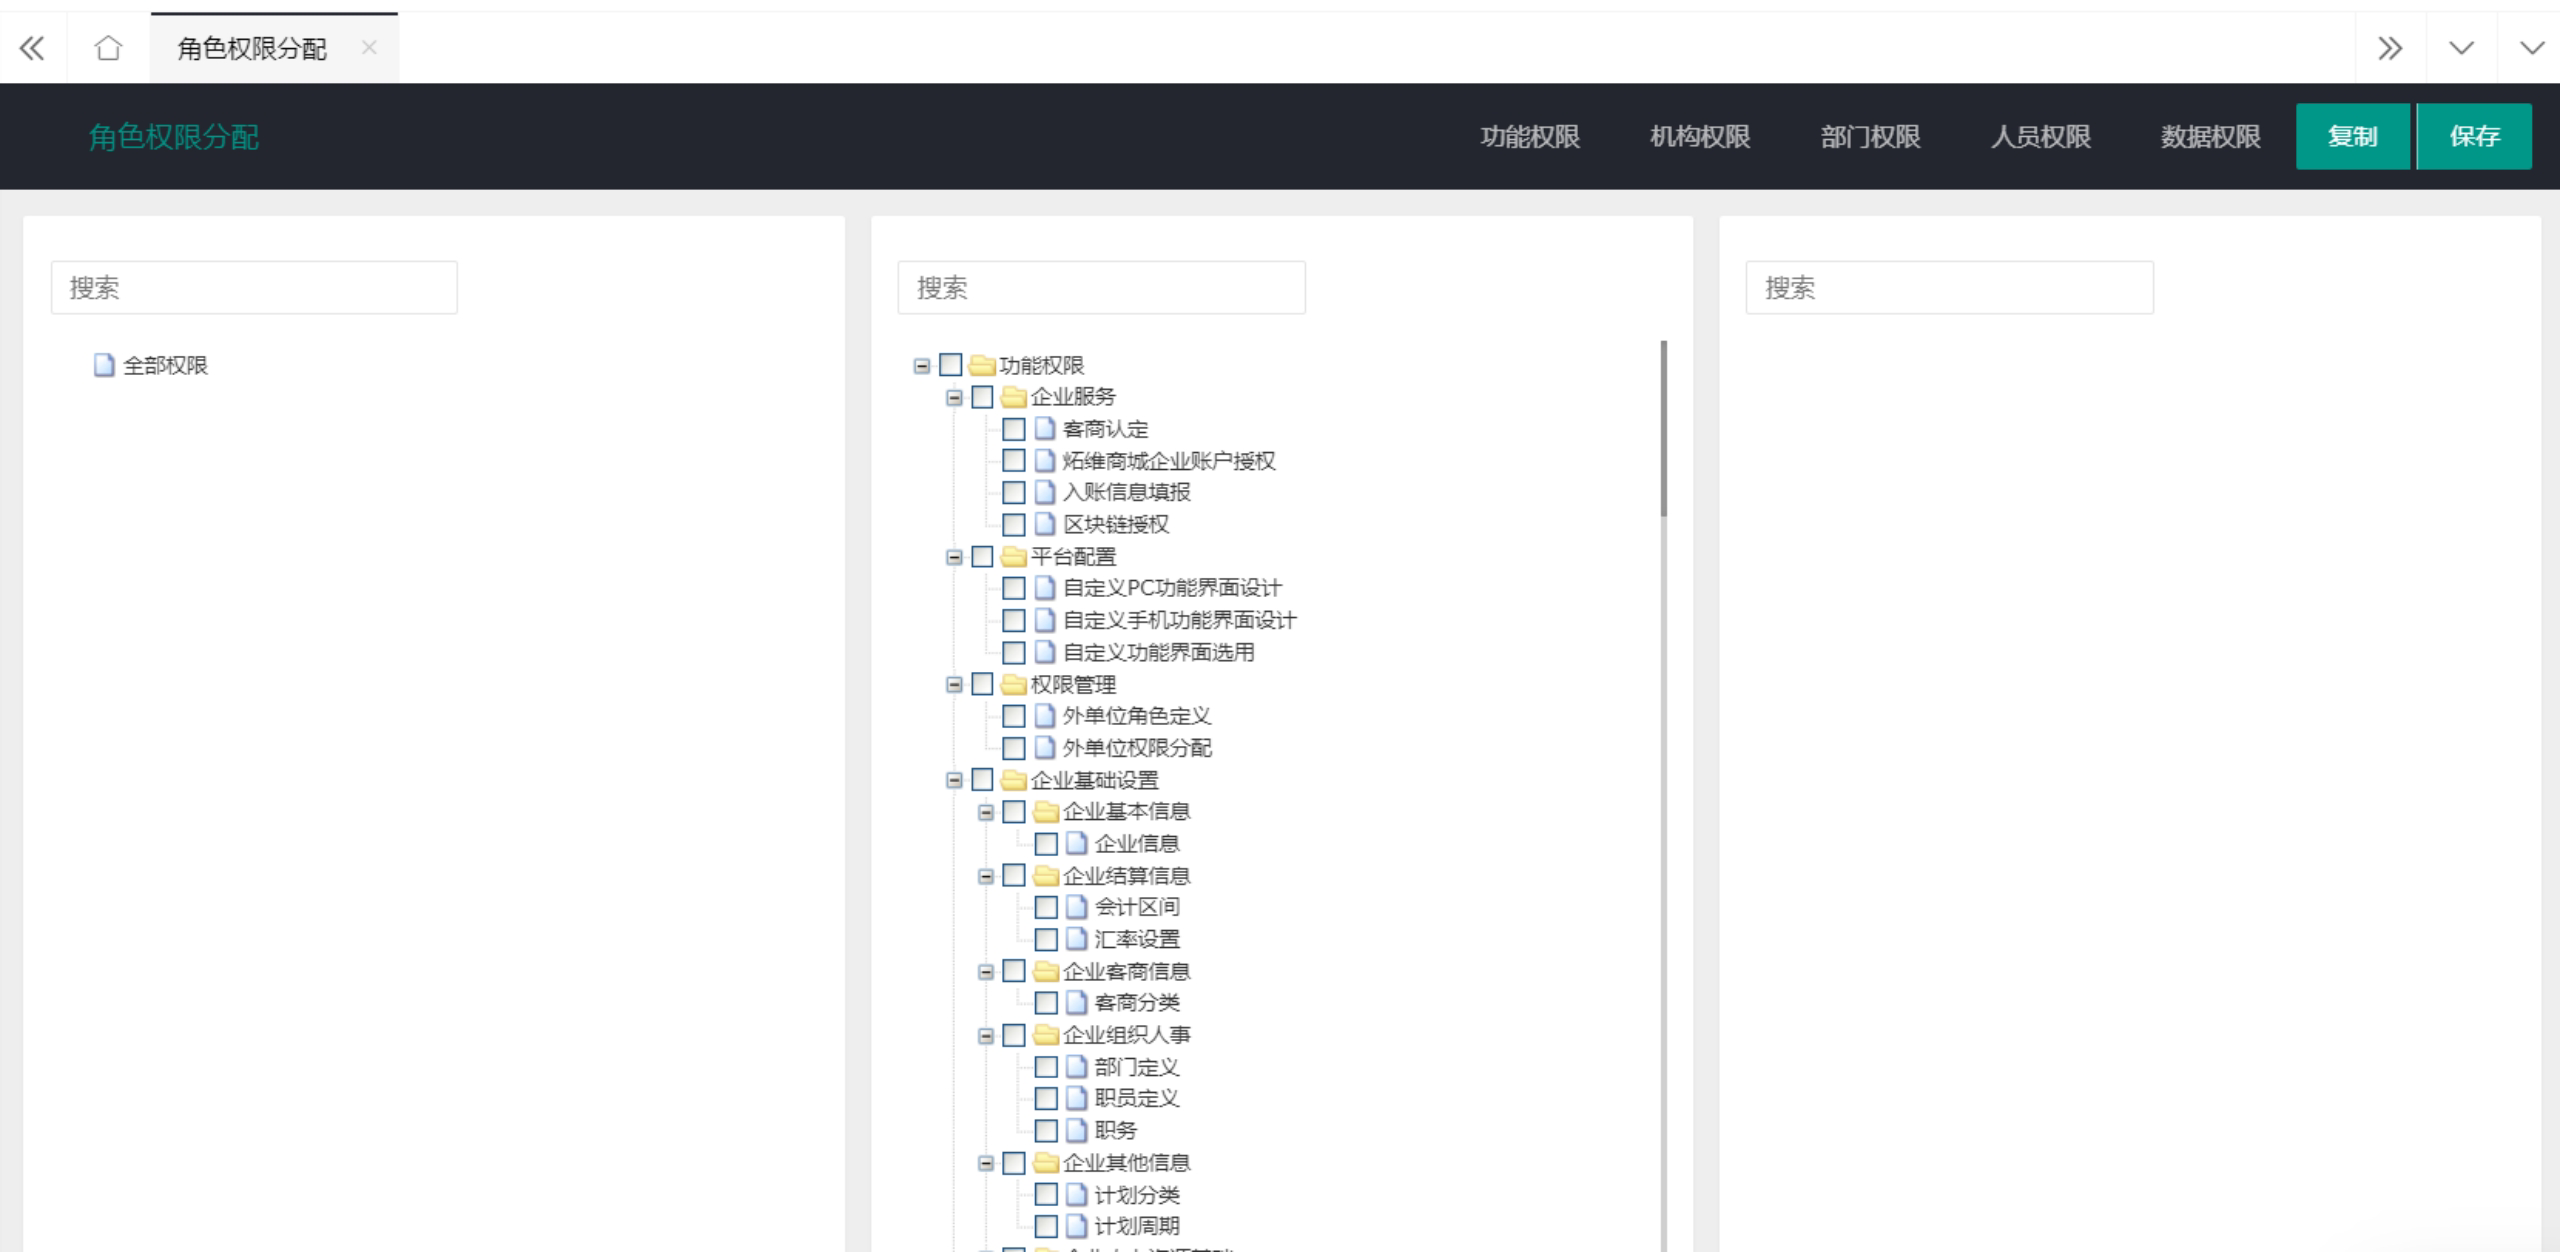 角色权限分配
角色权限分配 功能权限 机构权限 部门权限 人员权限 数据权限 复制 保存
搜索
全部权限
搜索
功能权限
企业服务
客商认定
炻维商城企业账户授权
入账信息填报
区块链授权
平台配置
自定义PC功能界面设计
自定义手机功能界面设计
自定义功能界面选用
权限管理
外单位角色定义
外单位权限分配
企业基础设置
企业基本信息
企业信息
企业结算信息
会计区间
汇率设置
企业客商信息
客商分类
企业组织人事
部门定义
职员定义
职务
企业其他信息
计划分类
计划周期
搜索